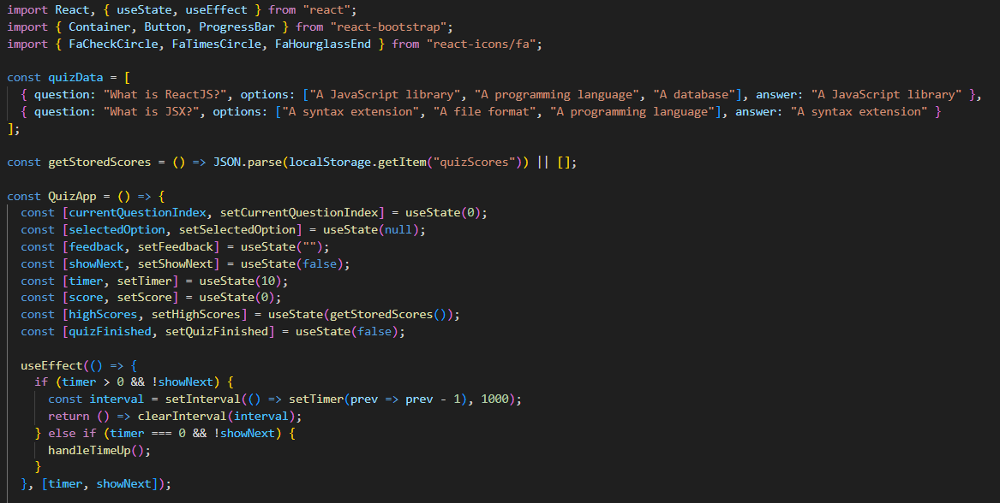 import React, { useState, useEffect } from "react";
import { Container, Button, ProgressBar } from "react-bootstrap";
import { FaCheckCircle, FaTimesCircle, FaHourglassEnd } from "react-icons/fa";

const quizData = [
  { question: "What is ReactJS?", options: ["A JavaScript library", "A programming language", "A database"], answer: "A JavaScript library" },
  { question: "What is JSX?", options: ["A syntax extension", "A file format", "A programming language"], answer: "A syntax extension" }
];

const getStoredScores = () => JSON.parse(localStorage.getItem("quizScores")) || [];

const QuizApp = () => {
  const [currentQuestionIndex, setCurrentQuestionIndex] = useState(0);
  const [selectedOption, setSelectedOption] = useState(null);
  const [feedback, setFeedback] = useState("");
  const [showNext, setShowNext] = useState(false);
  const [timer, setTimer] = useState(10);
  const [score, setScore] = useState(0);
  const [highScores, setHighScores] = useState(getStoredScores());
  const [quizFinished, setQuizFinished] = useState(false);

  useEffect(() => {
    if (timer > 0 && !showNext) {
      const interval = setInterval(() => setTimer(prev => prev - 1), 1000);
      return () => clearInterval(interval);
    } else if (timer === 0 && !showNext) {
      handleTimeUp();
    }
  }, [timer, showNext]);